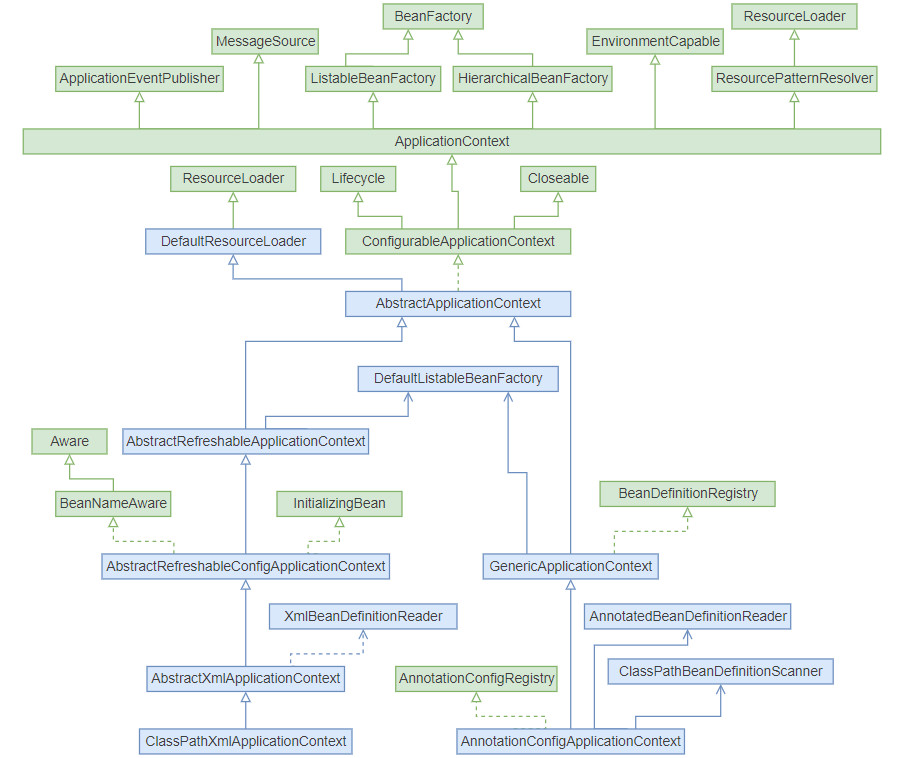 BeanFactory
ResourceLoader
MessageSource
EnvironmentCapable
ApplicationEventPublisher
ListableBeanFactory
HierarchicalBeanFactory
ResourcePatternResolver
ApplicationContext
ResourceLoader
Lifecycle
Closeable
DefaultResourceLoader
ConfigurableApplicationContext
AbstractApplicationContext
DefaultListableBeanFactory
Aware
AbstractRefreshableApplicationContext
BeanNameAware
InitializingBean
BeanDefinitionRegistry
AbstractRefreshableConfigApplicationContext
GenericApplicationContext
XmlBeanDefinitionReader
AnnotatedBeanDefinitionReader
AbstractXmlApplicationContext
AnnotationConfigRegistry
ClassPathBeanDefinitionScanner
ClassPathXmlApplicationContext
AnnotationConfigApplicationContext